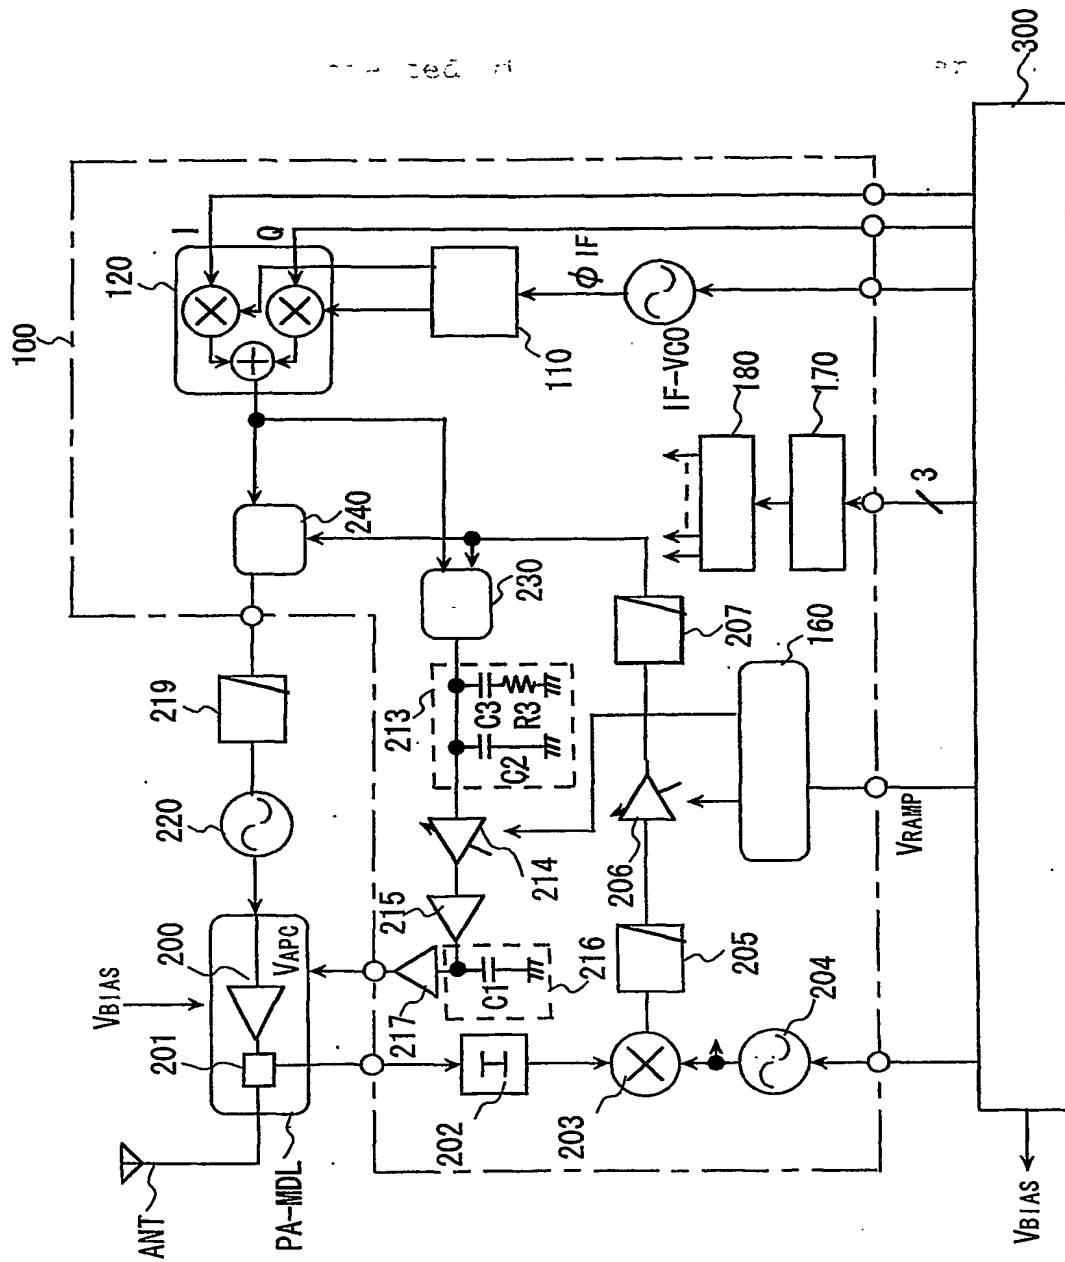 300
100
120
I
Q
110
ϕIF
IF-VCO
180
170
3
240
230
207
160
219
213
C3
R3
C2
220
214
206
VRAMP
215
VBIAS
200
VAPC
201
217
C1
216
205
204
202
203
ANT
PA-MDL
VBIAS